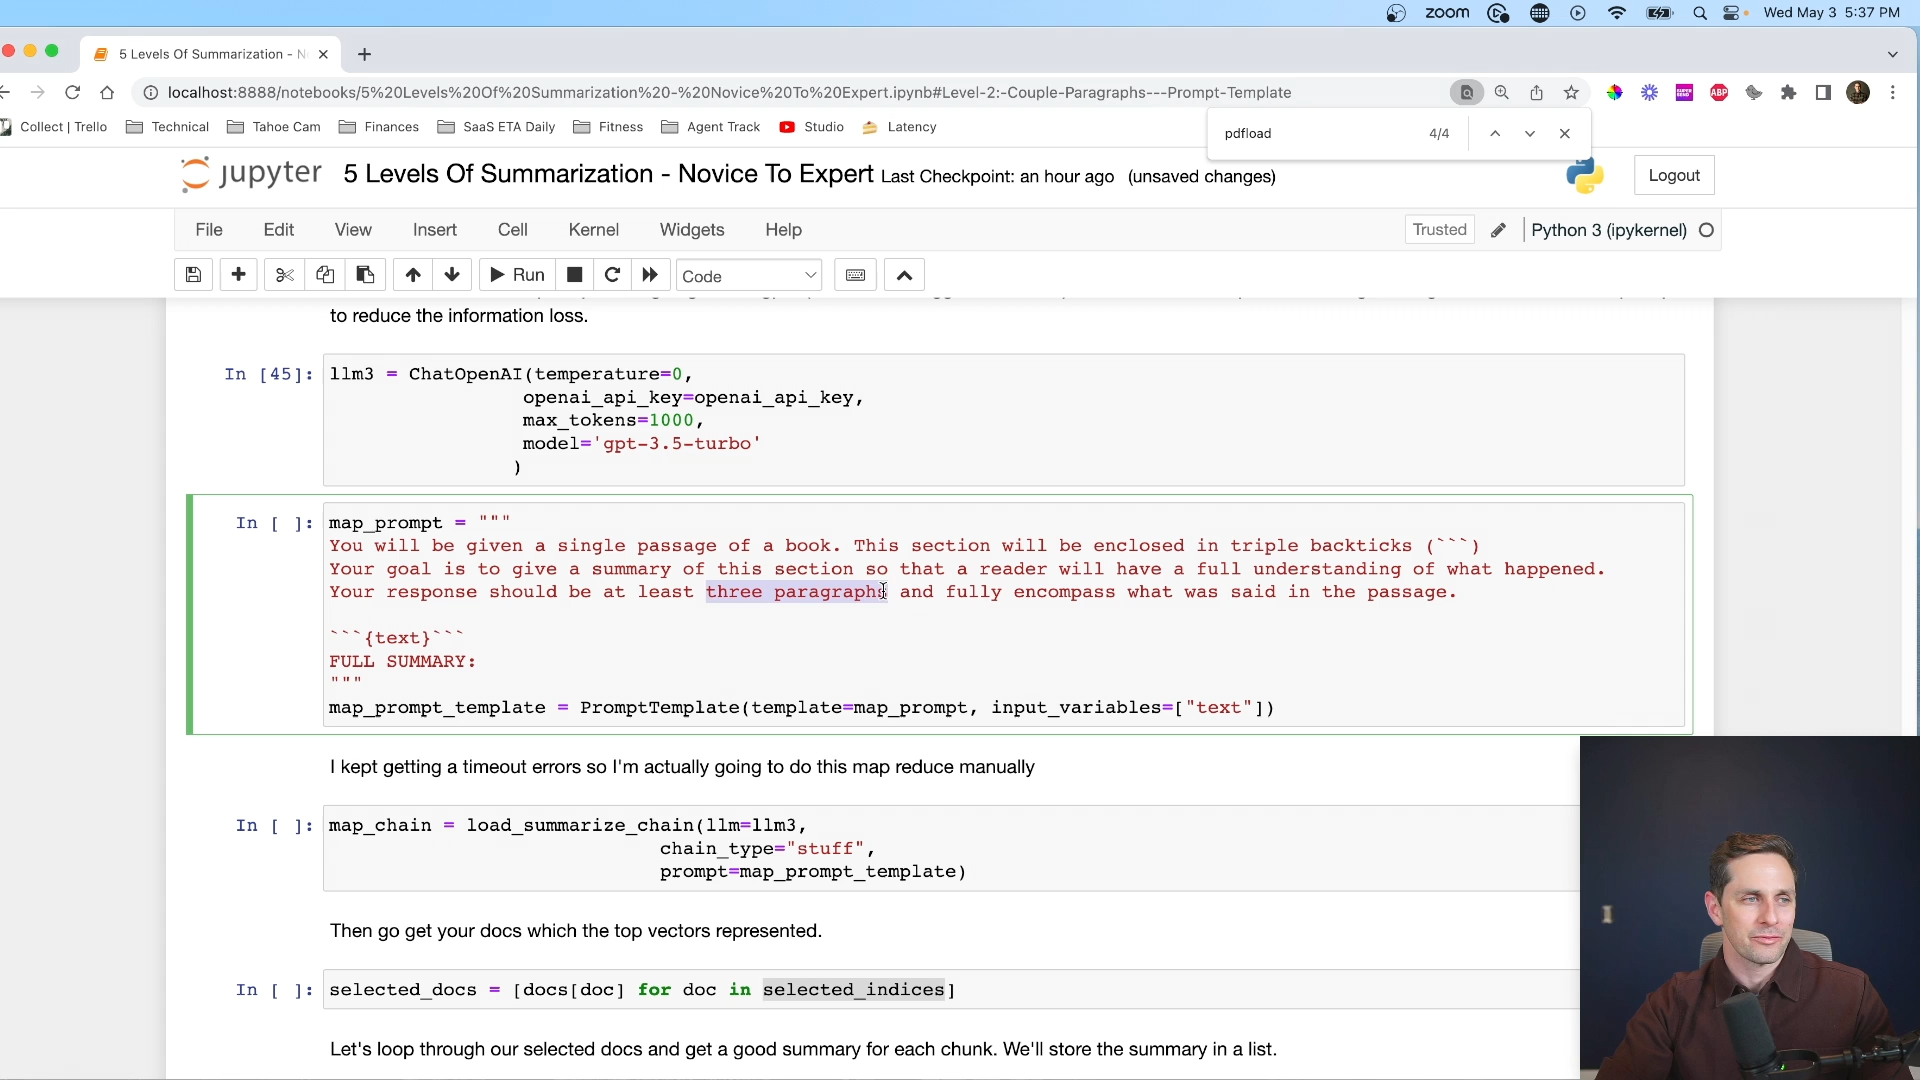 zoom Wed May 3 5:37 PM
5 Levels Of Summarization - N
localhost:8888/notebooks/5%20Levels%20Of%20Summarization%20-%20Novice%20To%20Expert.ipynb#Level-2:-Couple-Paragraphs---Prompt-Template
ABP
Collect | Trello Technical Tahoe Cam Finances SaaS ETA Daily Fitness Agent Track Studio Latency
pdfload 4/4
jupyter 5 Levels Of Summarization - Novice To Expert Last Checkpoint: an hour ago (unsaved changes)
Logout
File Edit View Insert Cell Kernel Widgets Help Trusted Python 3 (ipykernel)
Run Code
to reduce the information loss.
In [45]: llm3 = ChatOpenAI(temperature=0,
openai_api_key=openai_api_key,
max_tokens=1000,
model='gpt-3.5-turbo'
)
In [ ]: map_prompt = """
You will be given a single passage of a book. This section will be enclosed in triple backticks (```)
Your goal is to give a summary of this section so that a reader will have a full understanding of what happened.
Your response should be at least three paragraphs and fully encompass what was said in the passage.
```{text}```
FULL SUMMARY:
"""
map_prompt_template = PromptTemplate(template=map_prompt, input_variables=["text"])
I kept getting a timeout errors so I'm actually going to do this map reduce manually
In [ ]: map_chain = load_summarize_chain(llm=llm3,
chain_type="stuff",
prompt=map_prompt_template)
Then go get your docs which the top vectors represented.
In [ ]: selected_docs = [docs[doc] for doc in selected_indices]
Let's loop through our selected docs and get a good summary for each chunk. We'll store the summary in a list.